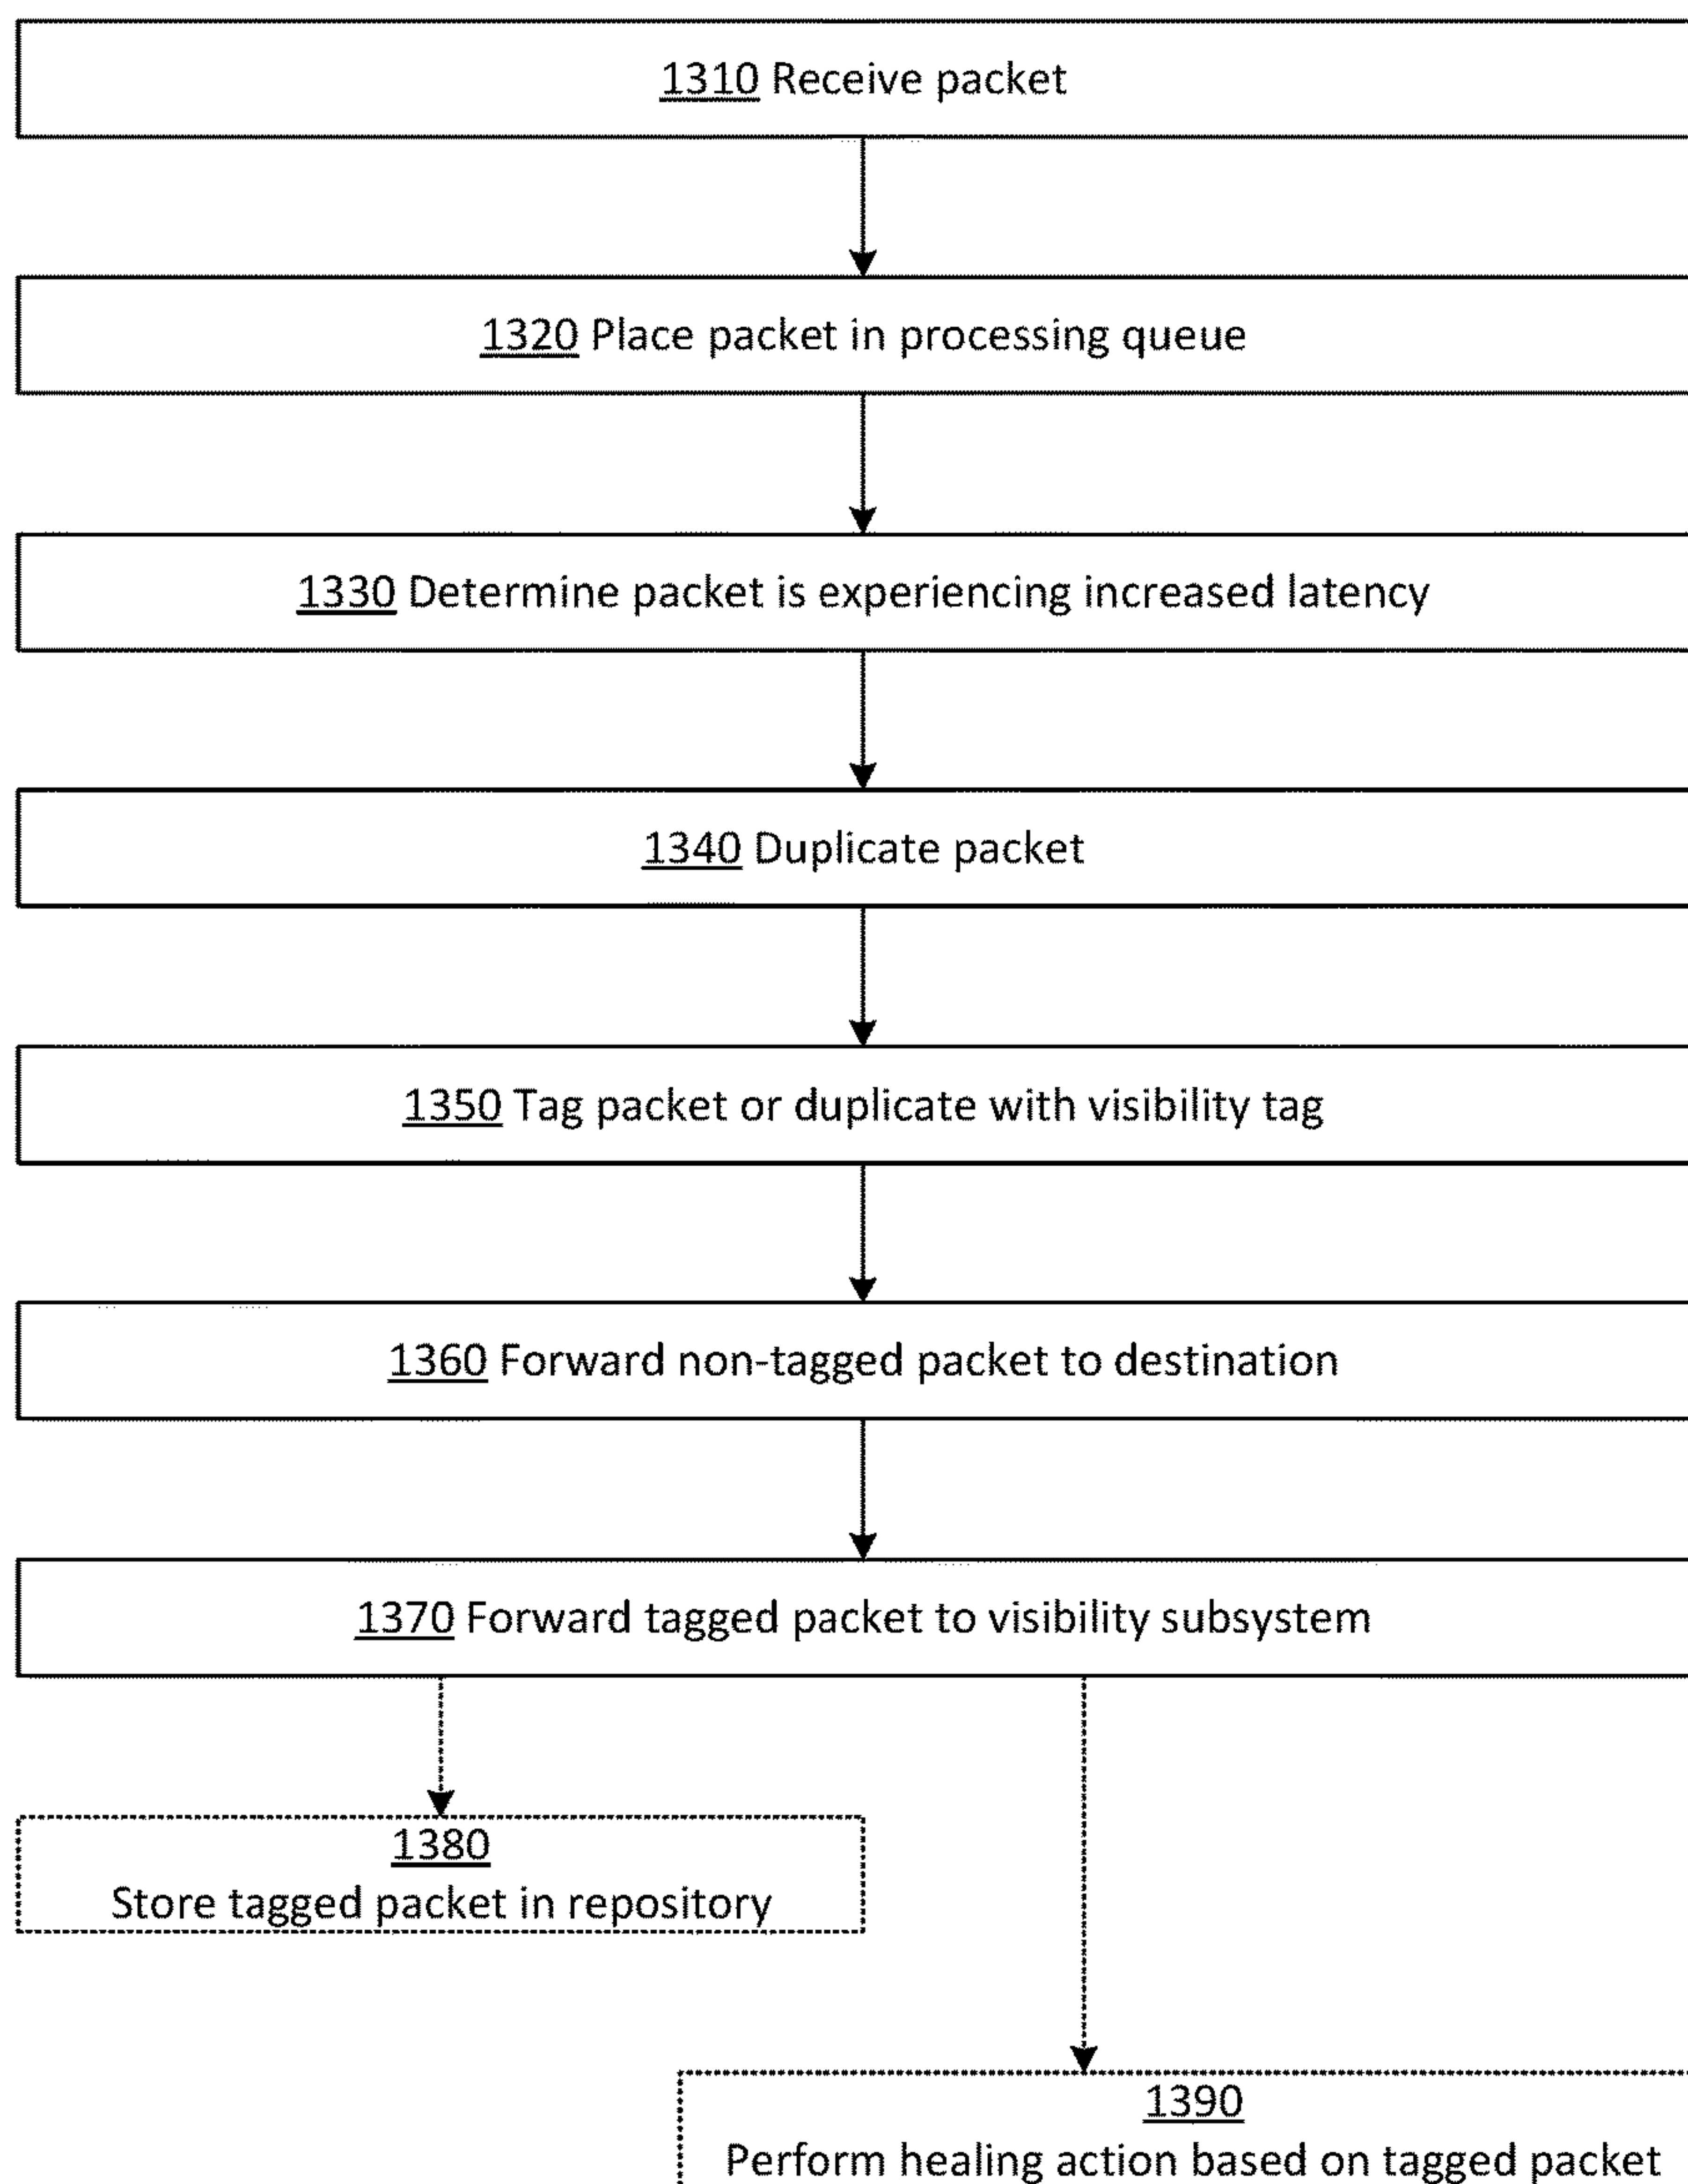 1310 Receive packet
1320 Place packet in processing queue
1330 Determine packet is experiencing increased latency
1340 Duplicate packet
1350 Tag packet or duplicate with visibility tag
1360 Forward non-tagged packet to destination
1370 Forward tagged packet to visibility subsystem
1380
Store tagged packet in repository
1390
Perform healing action based on tagged packet